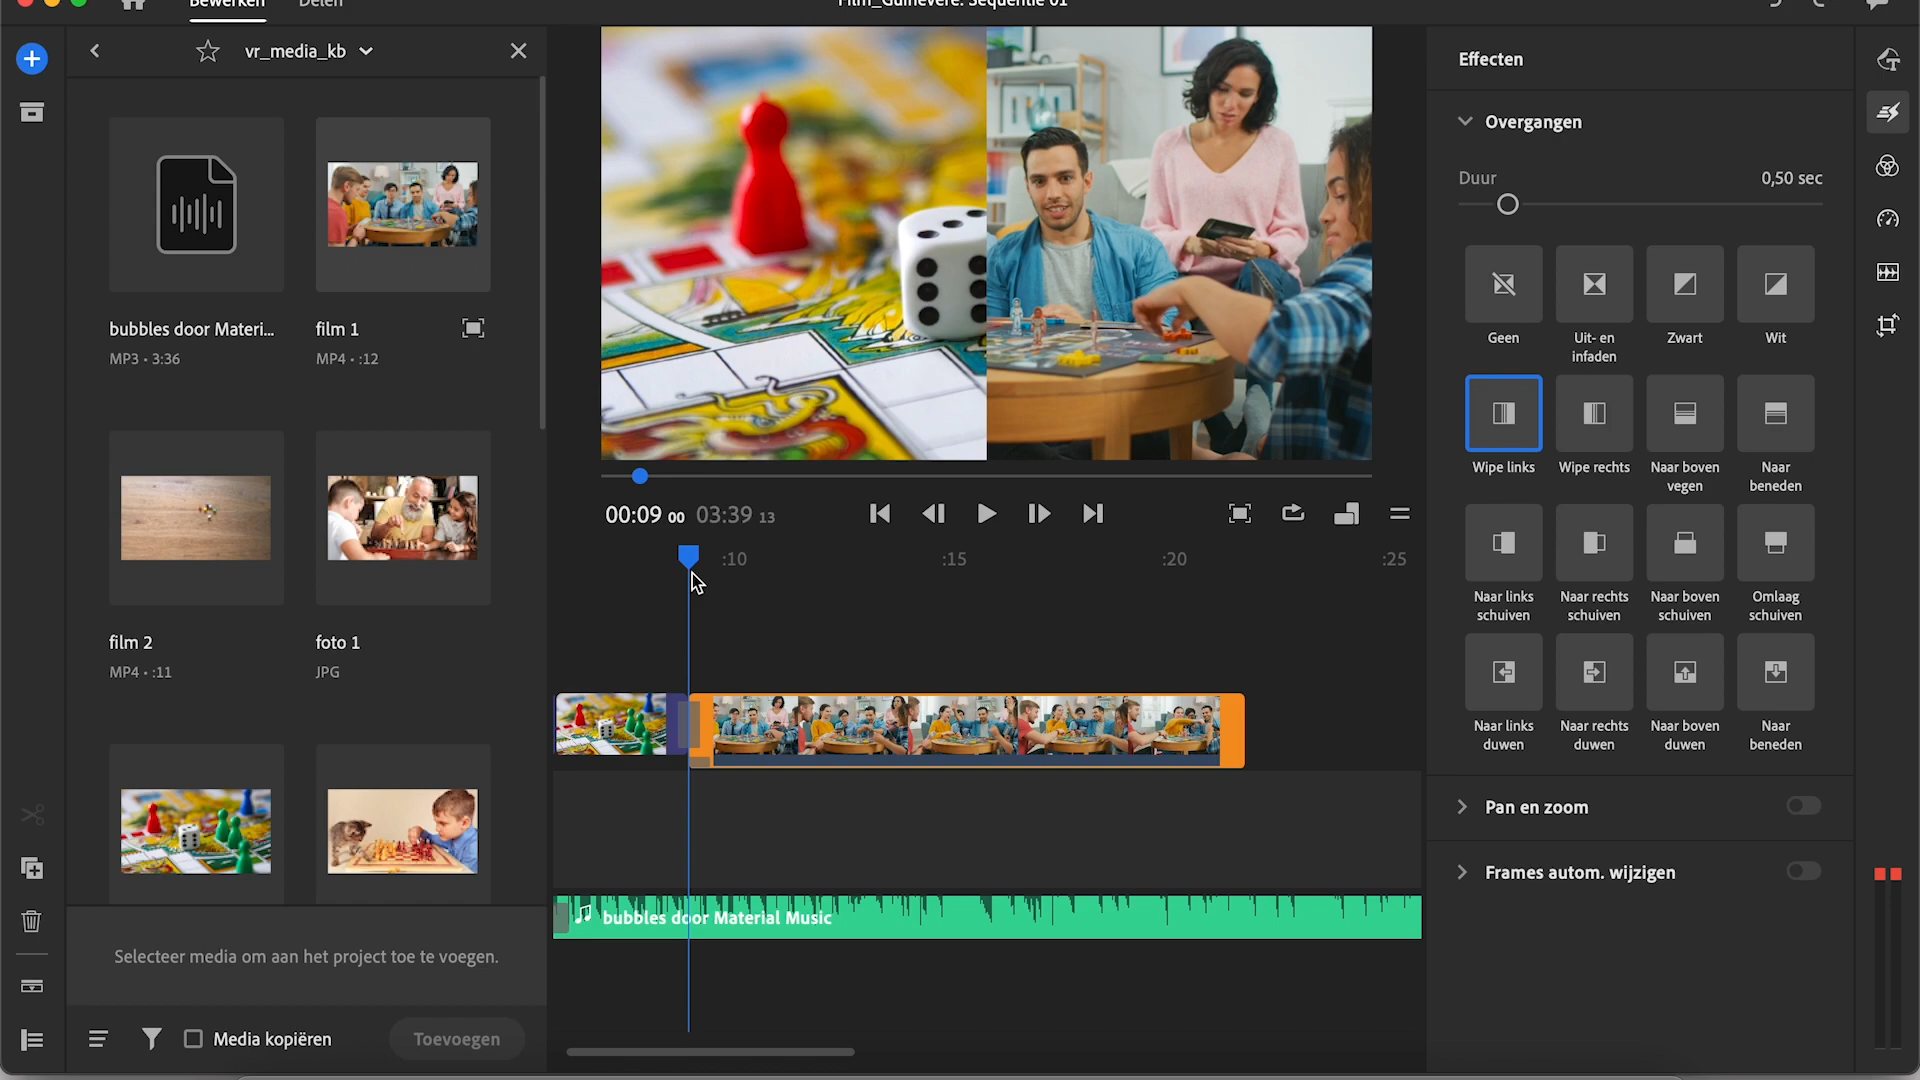 Bewerken
Delen
Film_Guinevere: Sequentie 01
vr_media_kb
bubbles door Materi...
MP3 • 3:36
film 1
MP4 • :12
film 2
MP4 • :11
foto 1
JPG
Selecteer media om aan het project toe te voegen.
Media kopiëren
Toevoegen
00:09 00
03:39 13
:10
:15
:20
:25
bubbles door Material Music
Effecten
Overgangen
Duur
0,50 sec
Geen
Uit- en
infaden
Zwart
Wit
Wipe links
Wipe rechts
Naar boven
vegen
Naar
beneden
Naar links
schuiven
Naar rechts
schuiven
Naar boven
schuiven
Omlaag
schuiven
Naar links
duwen
Naar rechts
duwen
Naar boven
duwen
Naar
beneden
Pan en zoom
Frames autom. wijzigen